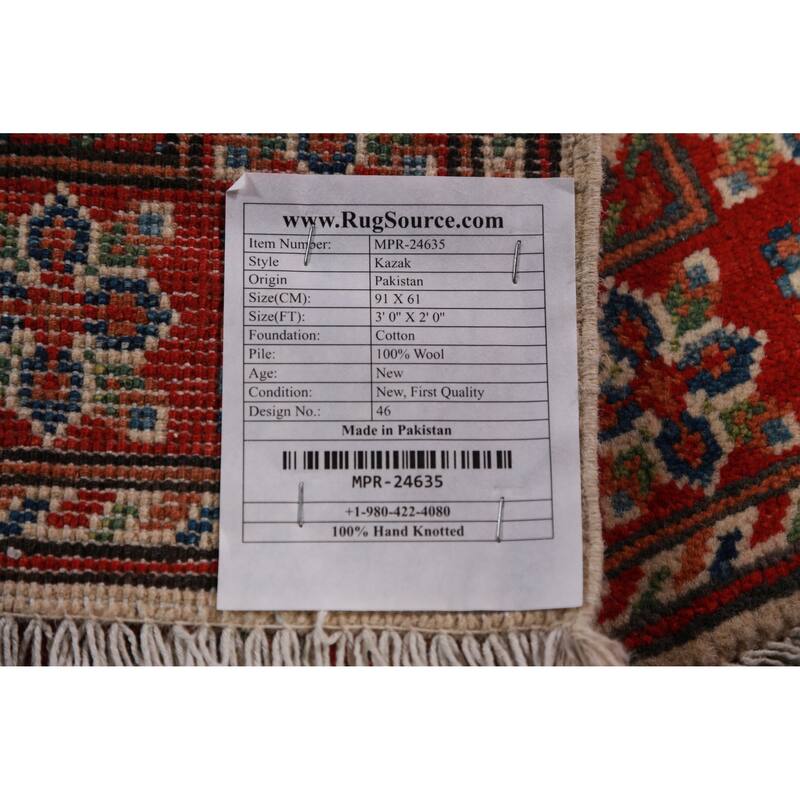 www.RugSource.com
Item Number: MPR-24635
Style Kazak
Origin Pakistan
Size(CM): 91 X 61
Size(FT): 3' 0" X 2' 0"
Foundation: Cotton
Pile: 100% Wool
Age: New
Condition: New, First Quality
Design No.: 46
Made in Pakistan
MPR-24635
+1-980-422-4080
100% Hand Knotted